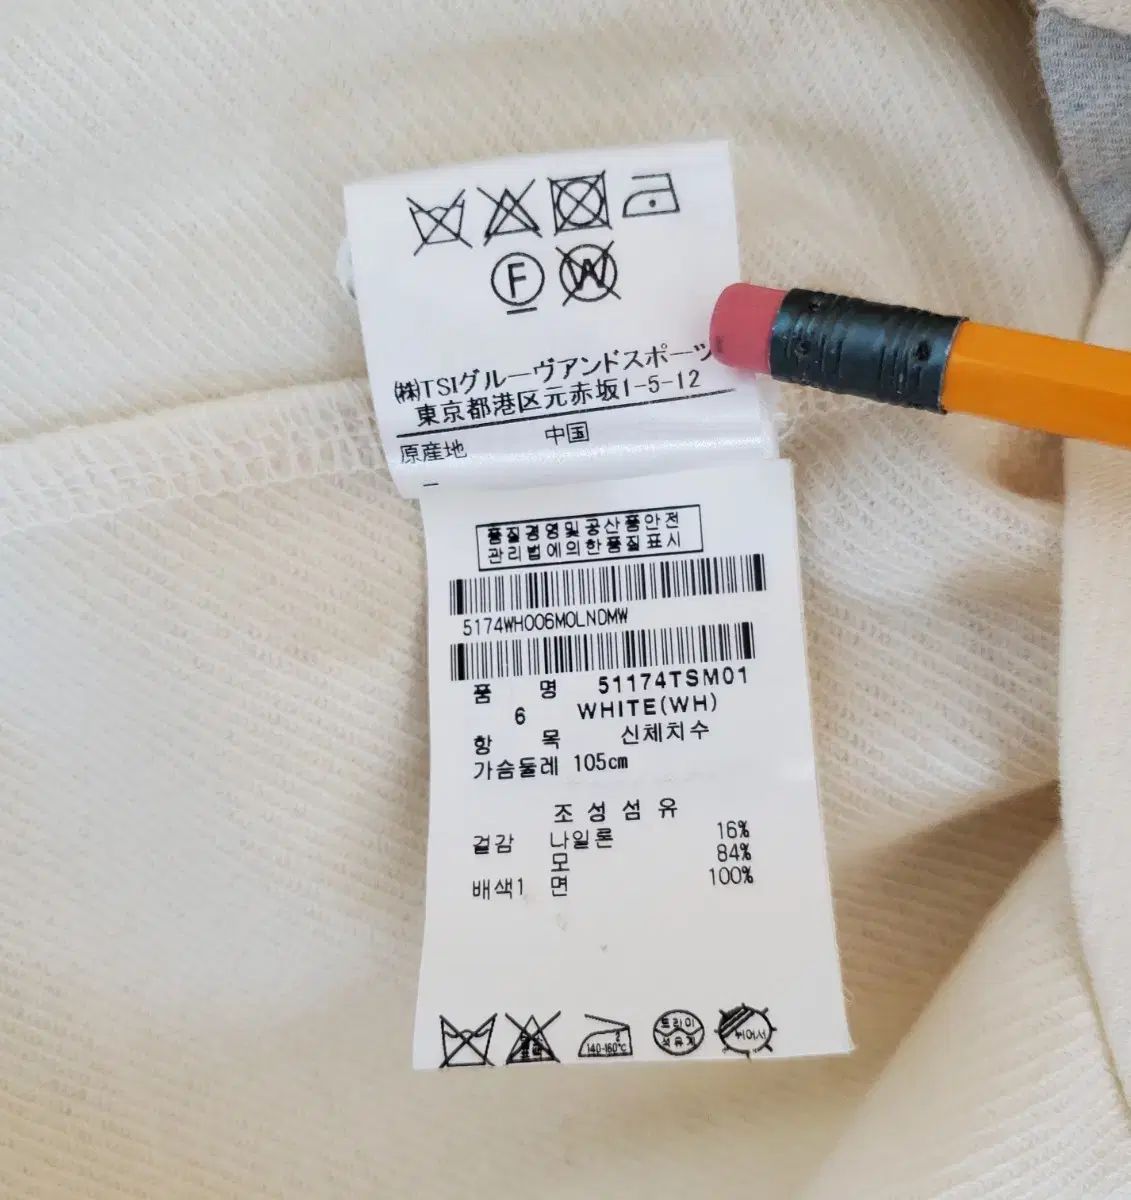 F W
(株)TSIグルーヴアンドスポーツ
東京都港区元赤坂1-5-12
原産地 中国
품질경영및공산품안전
관리법에의한품질표시
5174WH006MOLNDMW
품 명 51174TSM01
6 WHITE(WH)
항 목 신체치수
가슴둘레 105cm
조성섬유
겉감 나일론 16%
모 84%
배색1 면 100%
2
140-160℃
드라이
석유계
뉘어서